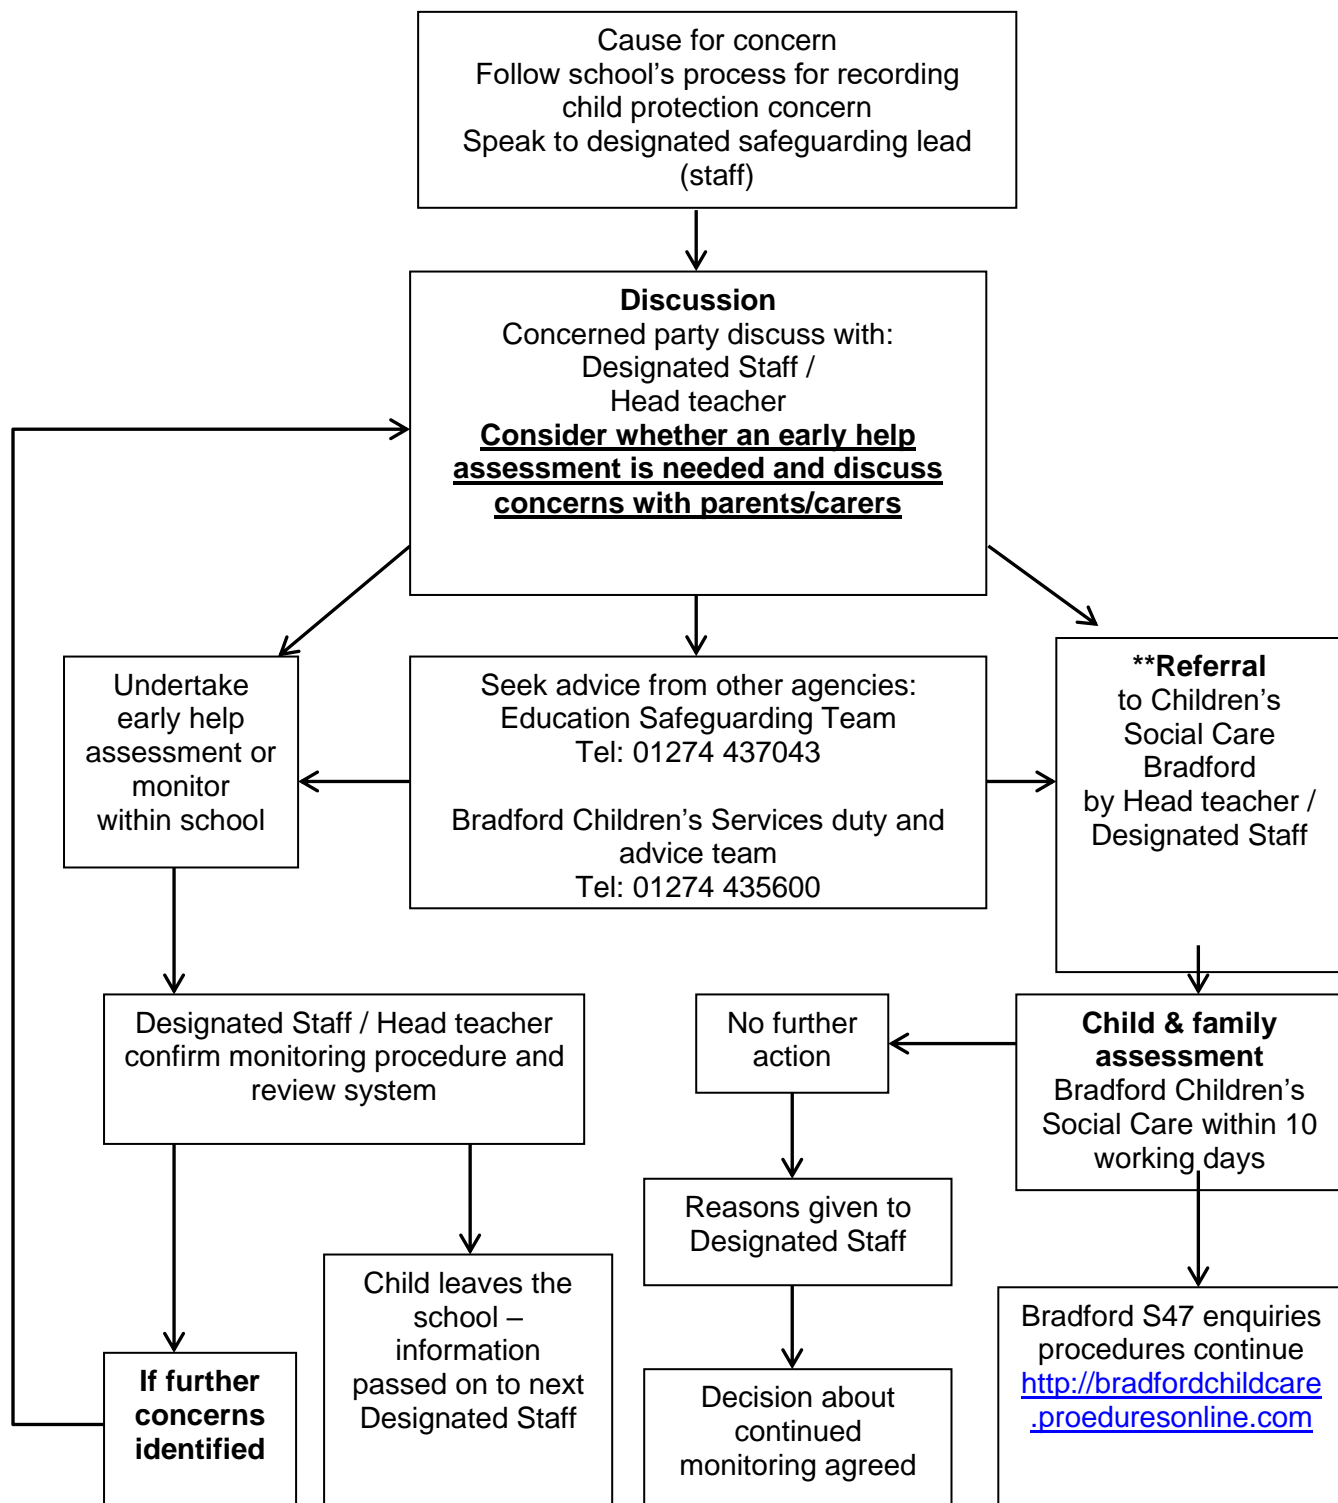 Cause for concern
Follow school’s process for recording
child protection concern
Speak to designated safeguarding lead
(staff)
Discussion
Concerned party discuss with:
Designated Staff /
Head teacher
Consider whether an early help
assessment is needed and discuss
concerns with parents/carers
Undertake
early help
assessment or
monitor
within school
Seek advice from other agencies:
Education Safeguarding Team
Tel: 01274 437043
Bradford Children’s Services duty and
advice team
Tel: 01274 435600
**Referral
to Children’s
Social Care
Bradford
by Head teacher /
Designated Staff
Designated Staff / Head teacher
confirm monitoring procedure and
review system
No further
action
Child & family
assessment
Bradford Children’s
Social Care within 10
working days
Reasons given to
Designated Staff
Child leaves the
school –
information
passed on to next
Designated Staff
If further
concerns
identified
Decision about
continued
monitoring agreed
Bradford S47 enquiries
procedures continue
http://bradfordchildcare
.proeduresonline.com